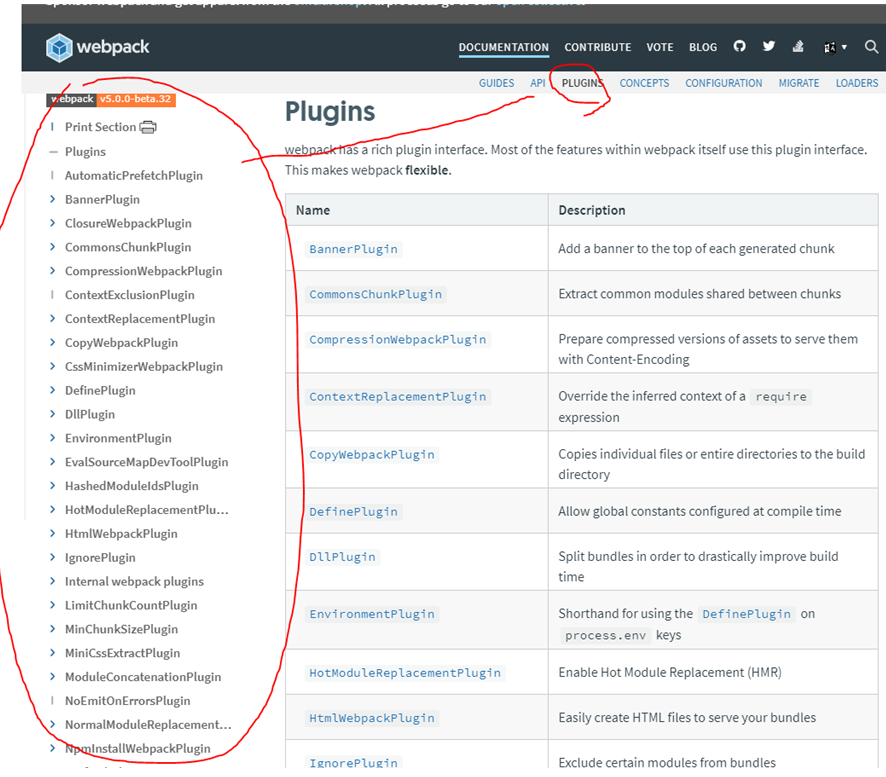 webpack
DOCUMENTATION CONTRIBUTE VOTE BLOG
GUIDES API PLUGINS CONCEPTS CONFIGURATION MIGRATE LOADERS
webpack v5.0.0-beta.32
Print Section
Plugins
AutomaticPrefetchPlugin
BannerPlugin
ClosureWebpackPlugin
CommonsChunkPlugin
CompressionWebpackPlugin
ContextExclusionPlugin
ContextReplacementPlugin
CopyWebpackPlugin
CssMinimizerWebpackPlugin
DefinePlugin
DllPlugin
EnvironmentPlugin
EvalSourceMapDevToolPlugin
HashedModuleIdsPlugin
HotModuleReplacementPlu...
HtmlWebpackPlugin
IgnorePlugin
Internal webpack plugins
LimitChunkCountPlugin
MinChunkSizePlugin
MiniCssExtractPlugin
ModuleConcatenationPlugin
NoEmitOnErrorsPlugin
NormalModuleReplacement...
NpmInstallWebpackPlugin
Plugins
webpack has a rich plugin interface. Most of the features within webpack itself use this plugin interface.
This makes webpack flexible.
Name Description
BannerPlugin Add a banner to the top of each generated chunk
CommonsChunkPlugin Extract common modules shared between chunks
CompressionWebpackPlugin Prepare compressed versions of assets to serve them
with Content-Encoding
ContextReplacementPlugin Override the inferred context of a require
expression
CopyWebpackPlugin Copies individual files or entire directories to the build
directory
DefinePlugin Allow global constants configured at compile time
DllPlugin Split bundles in order to drastically improve build
time
EnvironmentPlugin Shorthand for using the DefinePlugin on
process.env keys
HotModuleReplacementPlugin Enable Hot Module Replacement (HMR)
HtmlWebpackPlugin Easily create HTML files to serve your bundles
IgnorePlugin Exclude certain modules from bundles